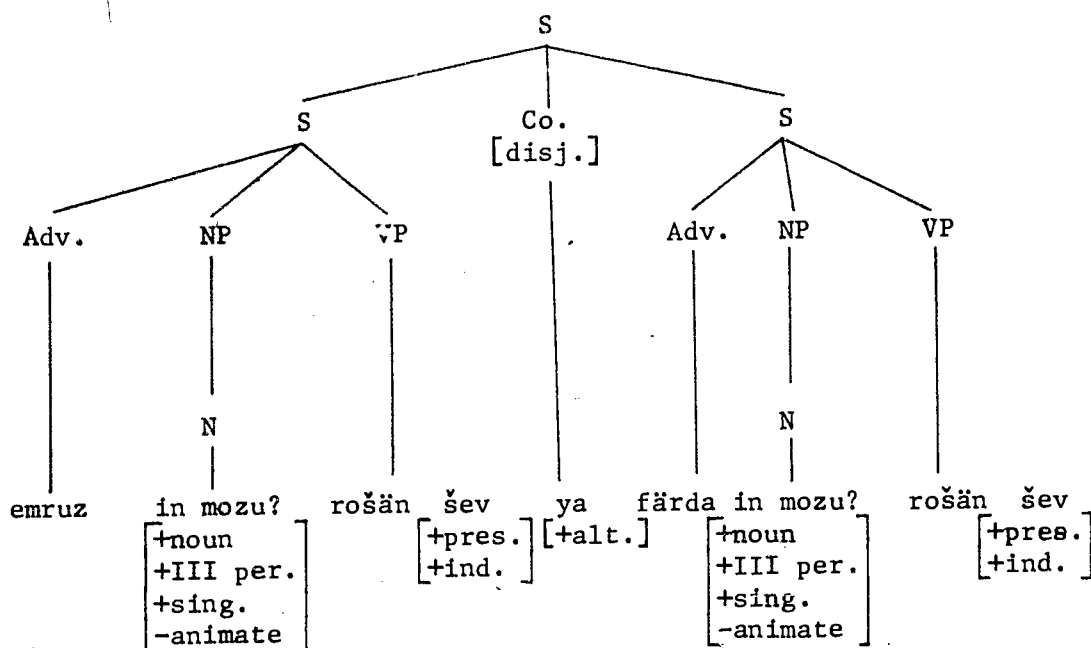 S
S Co. S
[disj.]
Adv. NP VP Adv. NP VP
N N
emruz in mozu? rošän šev ya färda in mozu? rošän šev
[+noun [+pres.] [+alt.] [+noun [+pres.]
+III per. +ind.] +III per. +ind.]
+sing. +sing.
-animate] -animate]